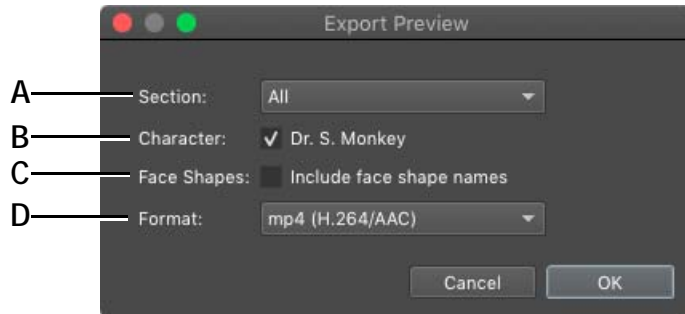 Export Preview
A Section: All
B Character: Dr. S. Monkey
C Face Shapes: Include face shape names
D Format: mp4 (H.264/AAC)
Cancel OK